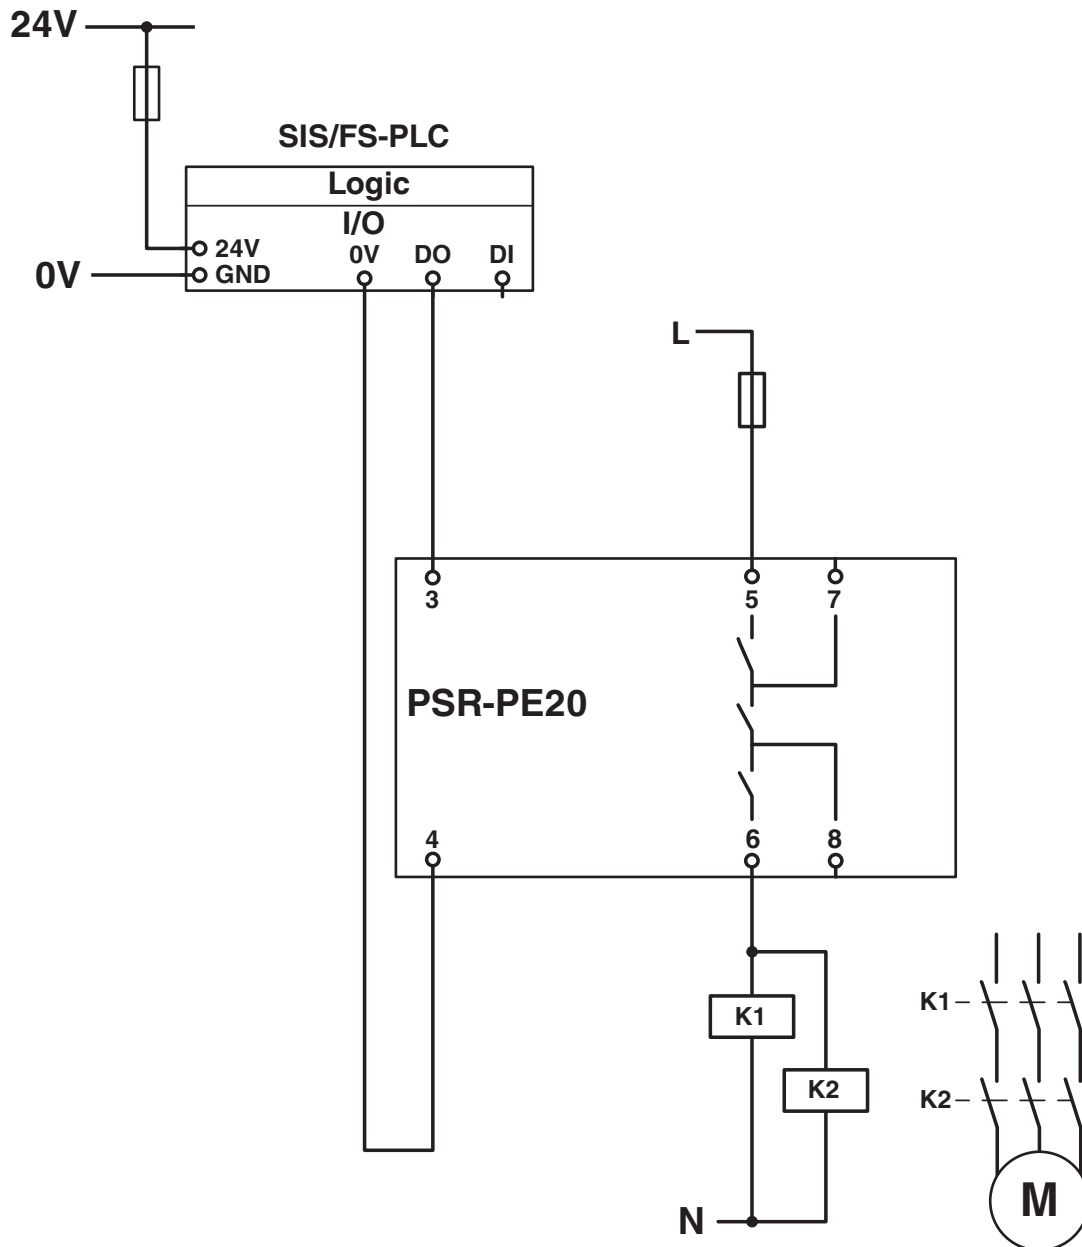 24V
SIS/FS-PLC
Logic
I/O
24V
0V DO DI
0V
GND
L
3 5 7
PSR-PE20
4 6 8
K1
K1
K2
K2
M
N